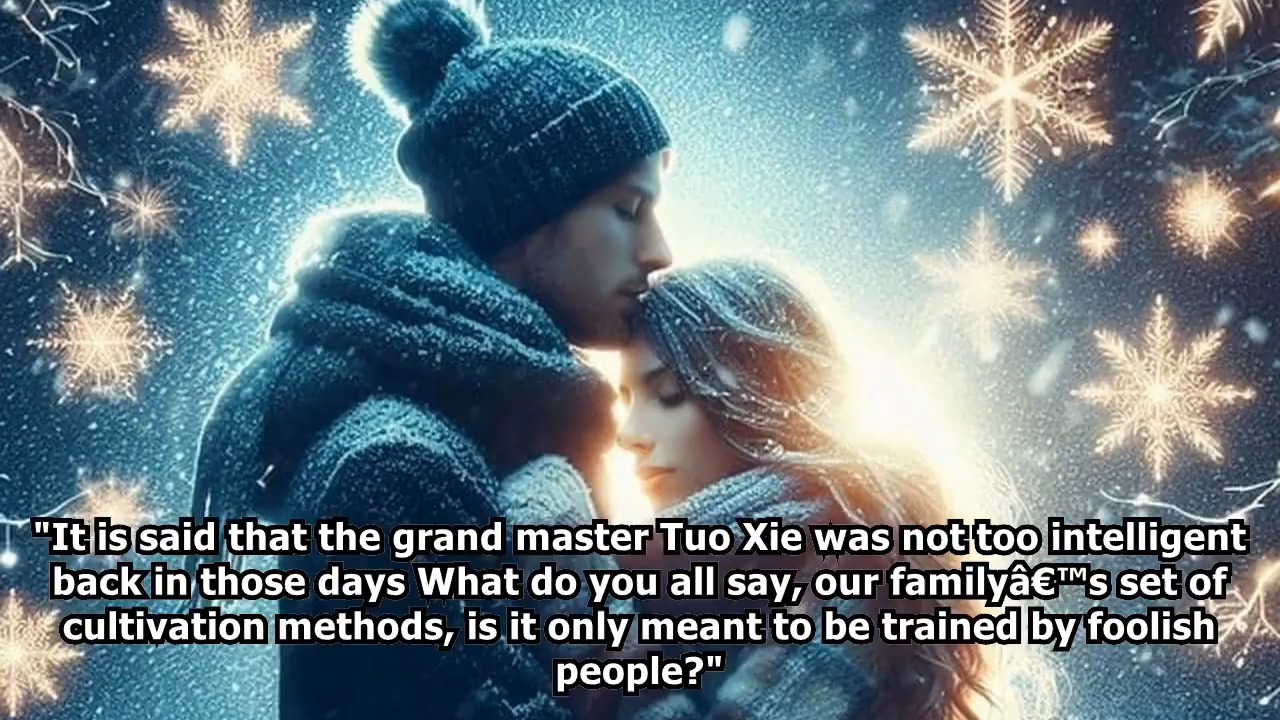 "It is said that the grand master Tuo Xie was not too intelligent
back in those days What do you all say, our familyâ€™s set of
cultivation methods, is it only meant to be trained by foolish
people?"